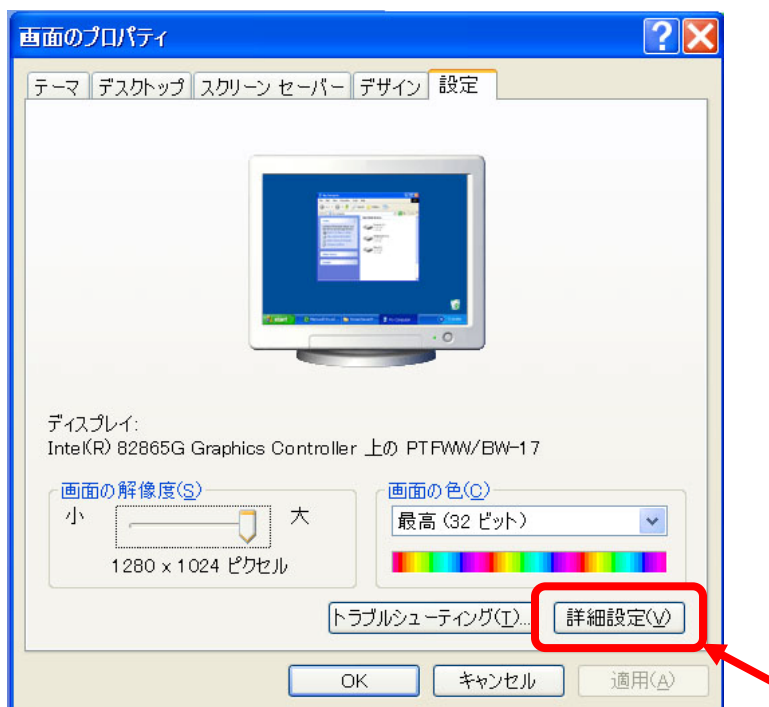 画面のプロパティ
テーマ デスクトップ スクリーン セーバー デザイン 設定
ディスプレイ:
Intel(R) 82865G Graphics Controller 上の PTFWW/BW-17
画面の解像度(S) 画面の色(C)
小 大 最高 (32 ビット)
1280 x 1024 ピクセル
トラブルシューティング(T)... 詳細設定(V)
OK キャンセル 適用(A)